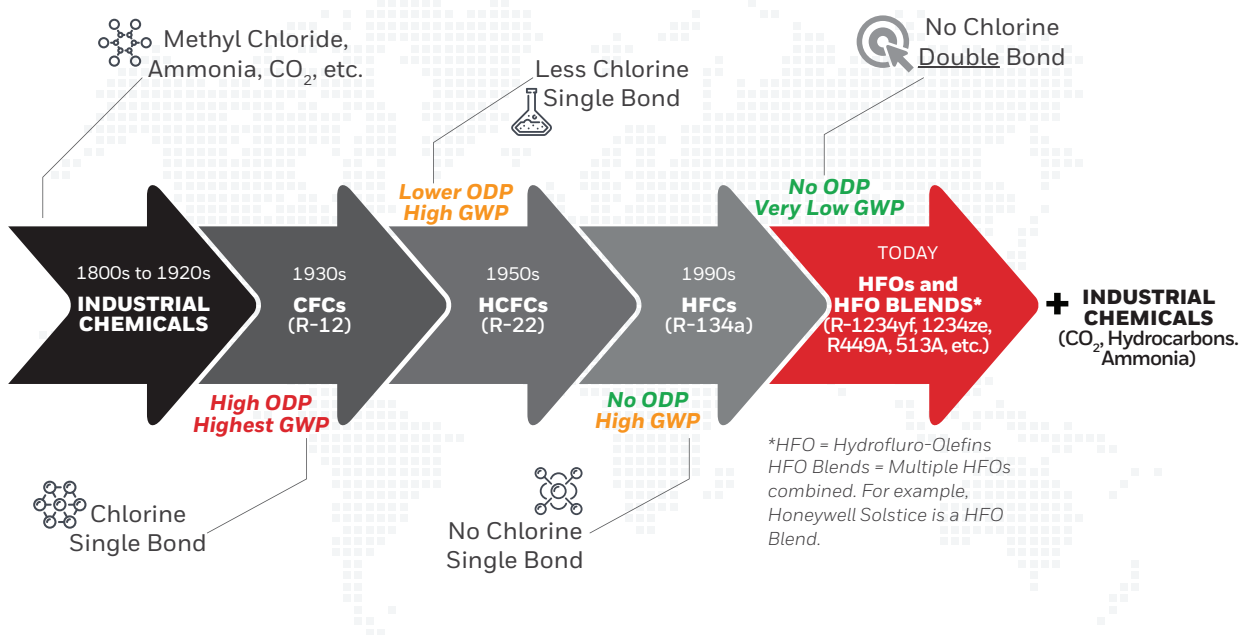 Methyl Chloride,
Ammonia, CO₂, etc.
Less Chlorine
Single Bond
No Chlorine
Double Bond
Lower ODP
High GWP
No ODP
Very Low GWP
1800s to 1920s
INDUSTRIAL
CHEMICALS
1930s
CFCs
(R-12)
1950s
HCFCs
(R-22)
1990s
HFCs
(R-134a)
TODAY
HFOs and
HFO BLENDS*
(R-1234yf, 1234ze,
R449A, 513A, etc.)
+ INDUSTRIAL
CHEMICALS
(CO₂, Hydrocarbons.
Ammonia)
High ODP
Highest GWP
No ODP
High GWP
Chlorine
Single Bond
No Chlorine
Single Bond
*HFO = Hydrofluro-Olefins
HFO Blends = Multiple HFOs
combined. For example,
Honeywell Solstice is a HFO
Blend.